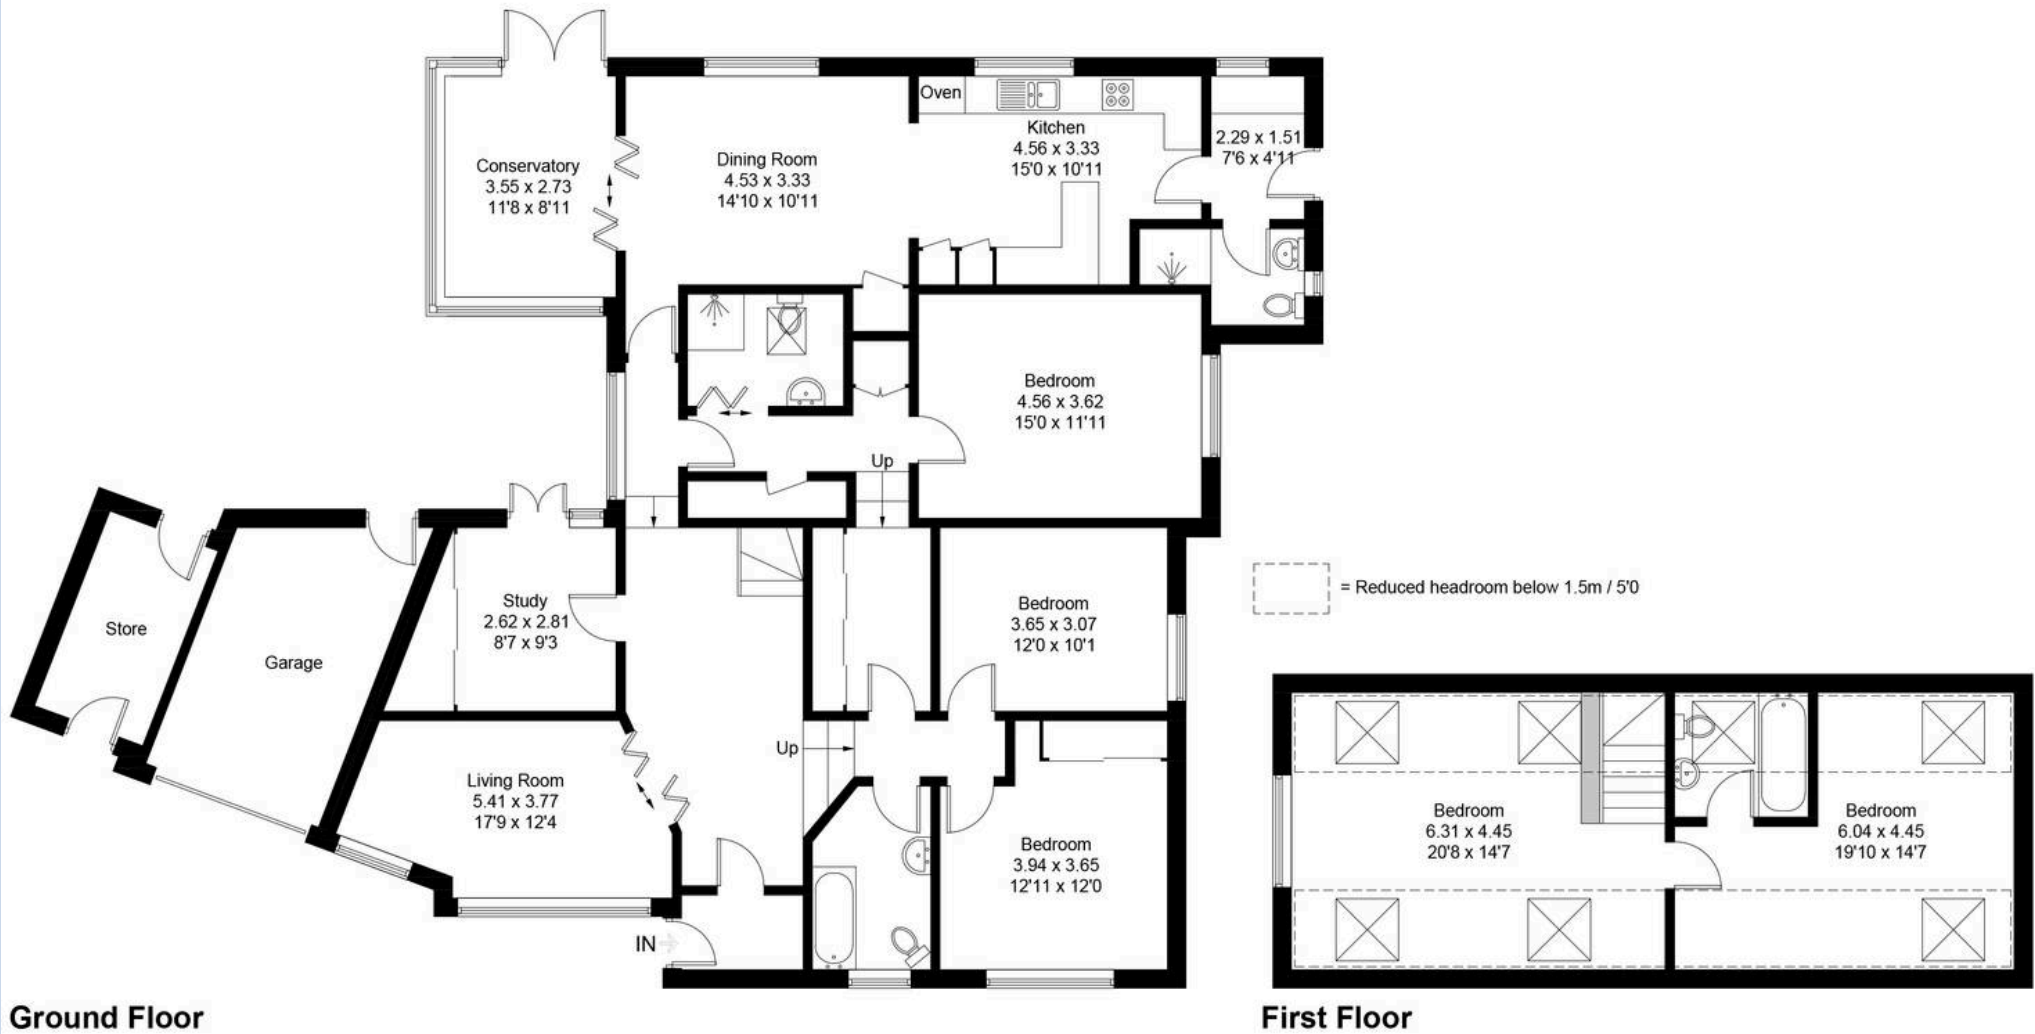 Oven
Kitchen
4.56 x 3.33
15'0 x 10'11
2.29 x 1.51
7'6 x 4'11
Dining Room
4.53 x 3.33
14'10 x 10'11
Conservatory
3.55 x 2.73
11'8 x 8'11
Bedroom
4.56 x 3.62
15'0 x 11'11
Up
Study
2.62 x 2.81
8'7 x 9'3
Bedroom
3.65 x 3.07
12'0 x 10'1
= Reduced headroom below 1.5m / 5'0
Store
Garage
Up
Living Room
5.41 x 3.77
17'9 x 12'4
Bedroom
3.94 x 3.65
12'11 x 12'0
Bedroom
6.31 x 4.45
20'8 x 14'7
Bedroom
6.04 x 4.45
19'10 x 14'7
IN
Ground Floor
First Floor